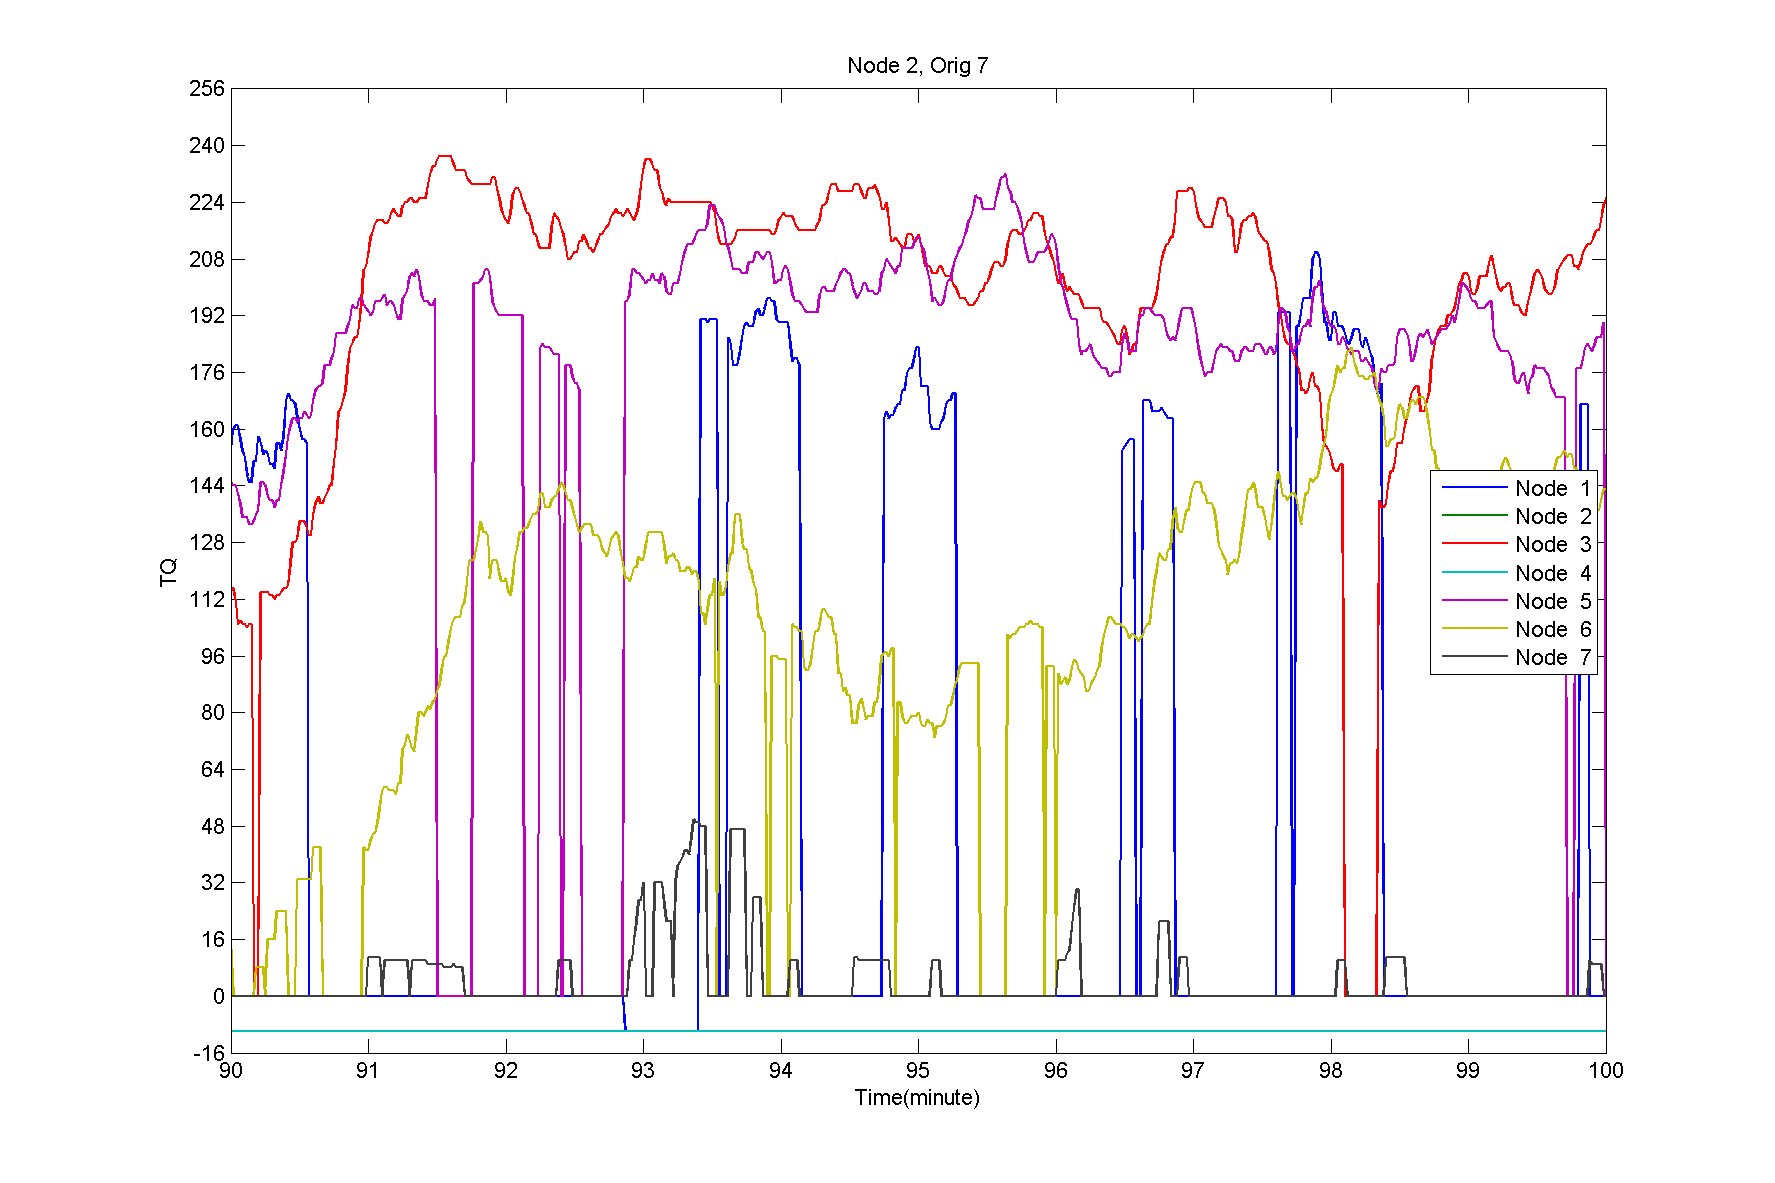 Node 2, Orig 7
256
240
224
208
192
176
160
144
128
112
96
80
64
48
32
16
0
-16
TQ
Node 1
Node 2
Node 3
Node 4
Node 5
Node 6
Node 7
90 91 92 93 94 95 96 97 98 99 100
Time(minute)